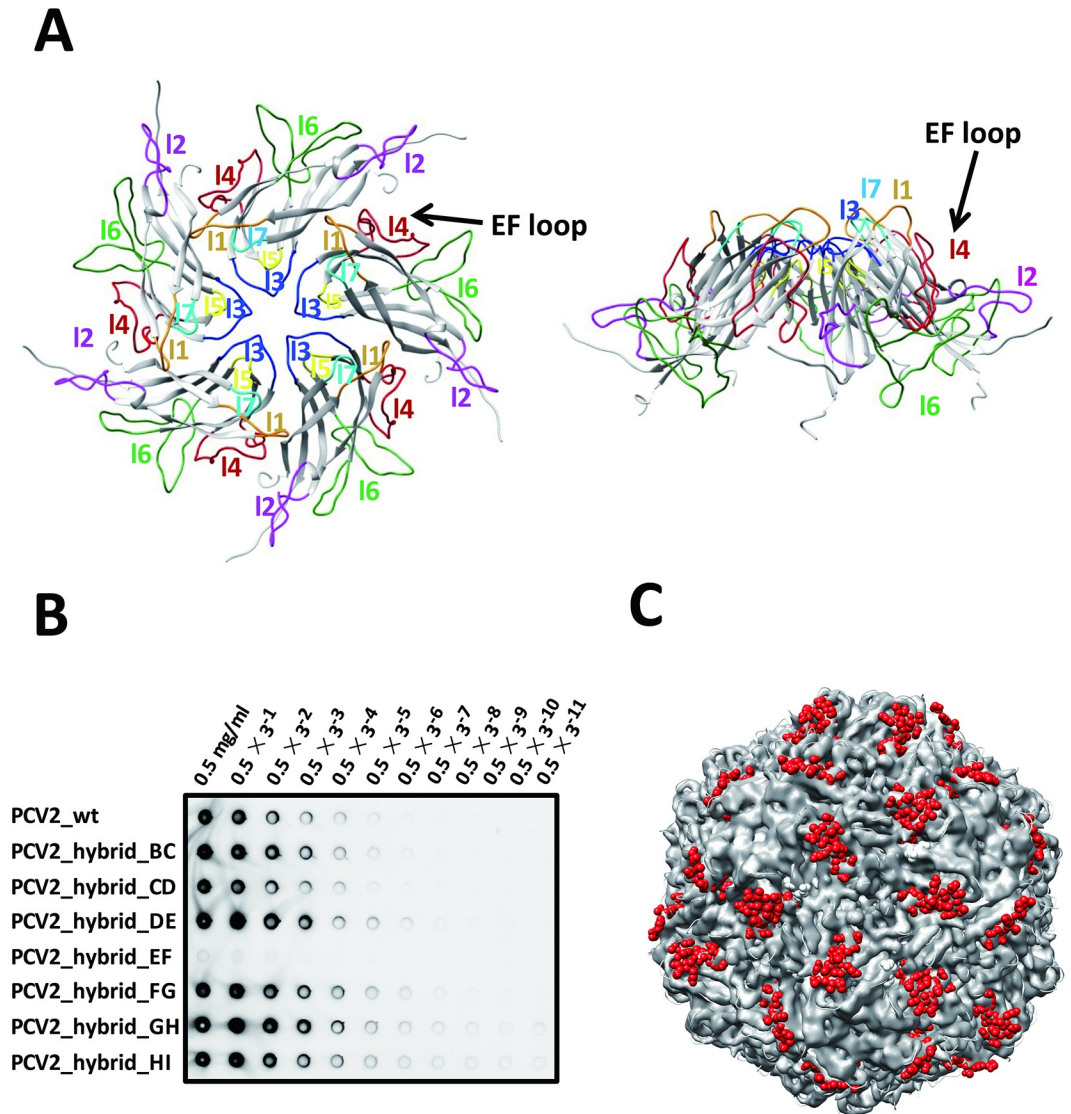 A
l6
l2
l2
l4
EF loop
l4
l6
l1
l7
l1
l5
l7
l6
l3
l5
l3
l5
l3
l4
l7
l2
l1
l3
l3
l1
l5
l5
l7
l7
l4
l2
l1
l6
l4
l6
l2
EF loop
l7
l1
l3
l4
l5
l2
l6
B
C
0.5 mg/ml
0.5 × 3-1
0.5 × 3-2
0.5 × 3-3
0.5 × 3-4
0.5 × 3-5
0.5 × 3-6
0.5 × 3-7
0.5 × 3-8
0.5 × 3-9
0.5 × 3-10
0.5 × 3-11
PCV2_wt
PCV2_hybrid_BC
PCV2_hybrid_CD
PCV2_hybrid_DE
PCV2_hybrid_EF
PCV2_hybrid_FG
PCV2_hybrid_GH
PCV2_hybrid_HI